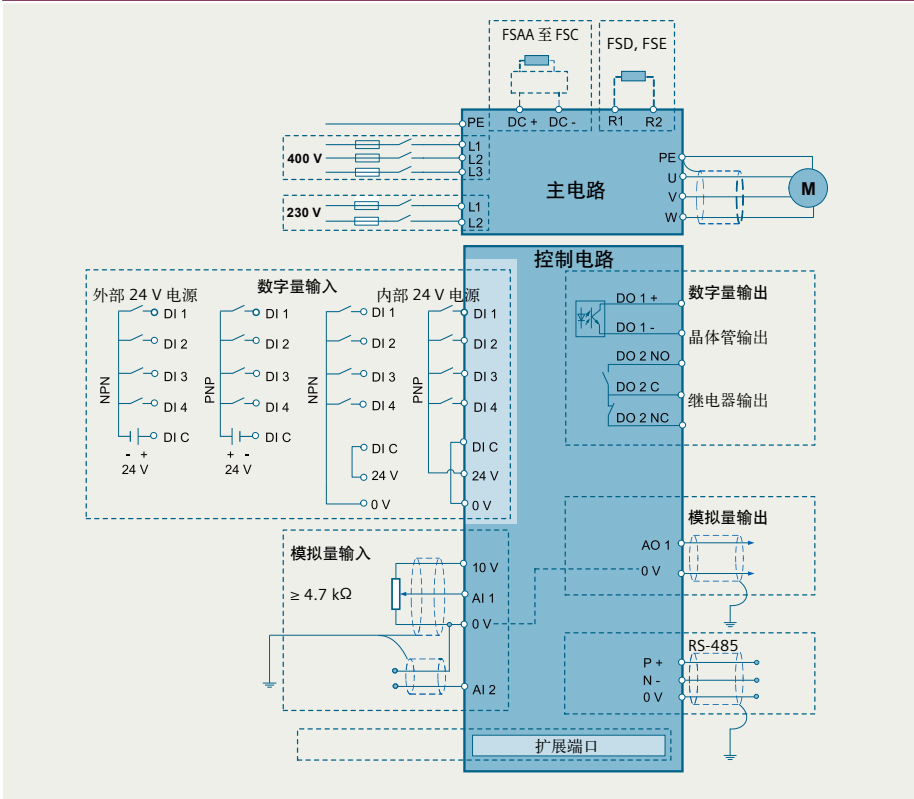 FSAA 至 FSC
FSD, FSE
DC + DC -
R1 R2
PE
400 V
L1
L2
L3
230 V
L1
L2
主电路
PE
U
V
W
M
控制电路
数字量输入
外部 24 V 电源
内部 24 V 电源
NPN
DI 1
DI 2
DI 3
DI 4
DI C
- +
24 V
PNP
DI 1
DI 2
DI 3
DI 4
DI C
+ -
24 V
NPN
DI 1
DI 2
DI 3
DI 4
DI C
24 V
0 V
PNP
DI 1
DI 2
DI 3
DI 4
DI C
24 V
0 V
数字量输出
DO 1 +
DO 1 -
晶体管输出
DO 2 NO
DO 2 C
DO 2 NC
继电器输出
模拟量输入
≥ 4.7 kΩ
10 V
AI 1
0 V
AI 2
模拟量输出
AO 1
0 V
RS-485
P +
N -
0 V
扩展端口